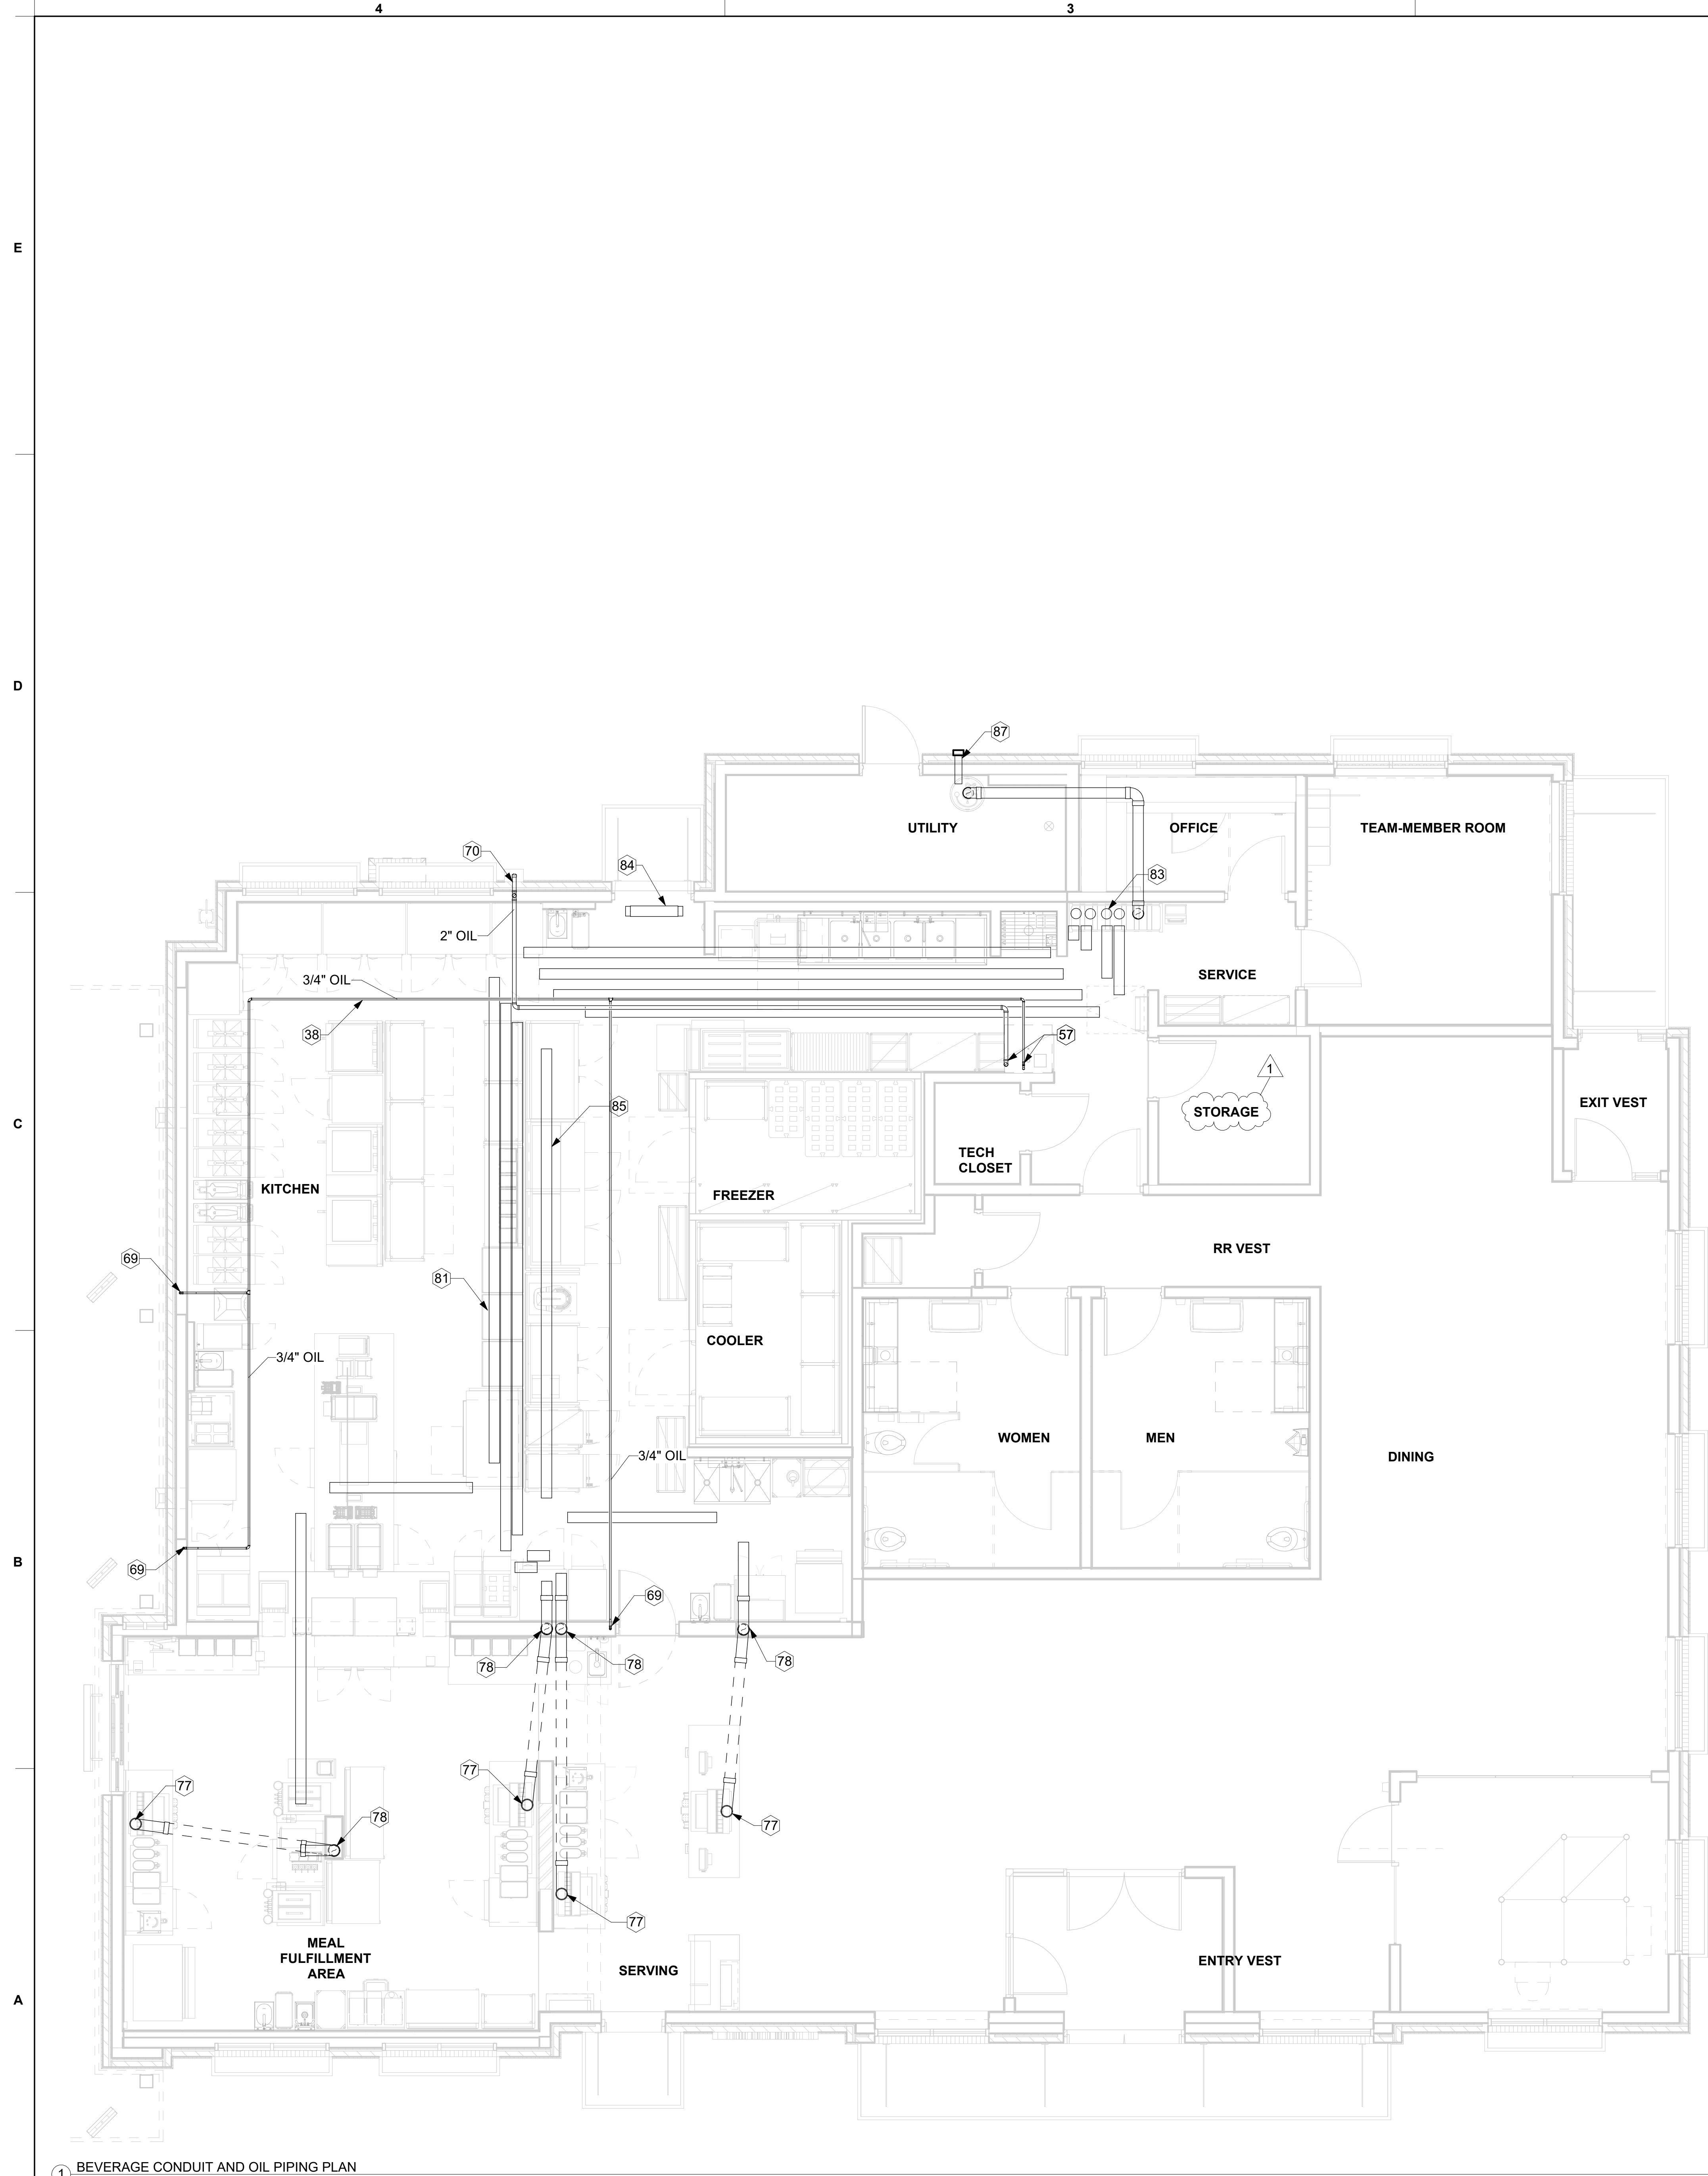 4
3
E
D
C
B
A
87
UTILITY
OFFICE
TEAM-MEMBER ROOM
70
84
83
2" OIL
3/4" OIL
SERVICE
38
57
1
STORAGE
EXIT VEST
85
TECH
CLOSET
KITCHEN
FREEZER
RR VEST
69
81
COOLER
3/4" OIL
WOMEN
MEN
DINING
3/4" OIL
69
69
78
78
78
77
77
77
78
77
MEAL
FULFILLMENT
AREA
SERVING
ENTRY VEST
1
BEVERAGE CONDUIT AND OIL PIPING PLAN